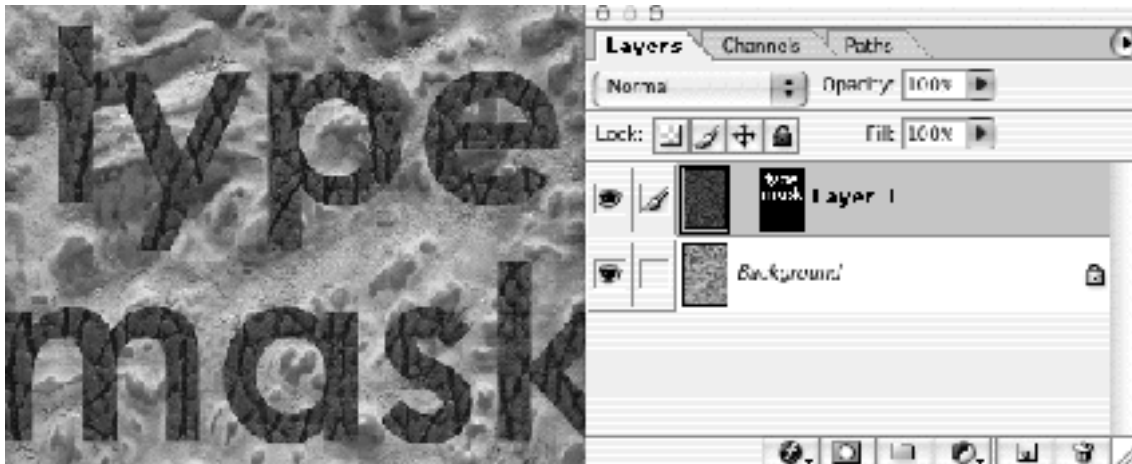 type
mask
Layers Channels Paths
Normal Opacity: 100%
Lock: Fill: 100%
type
mask
Layer 1
Background